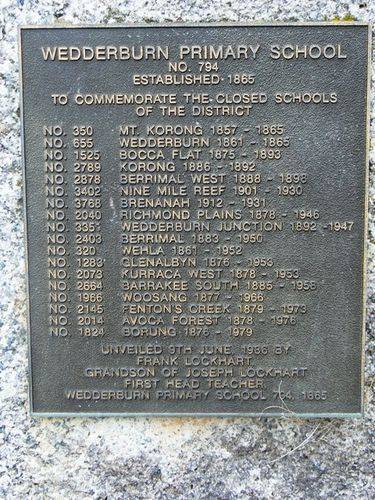 WEDDERBURN PRIMARY SCHOOL
NO. 794
ESTABLISHED 1865
TO COMMEMORATE THE CLOSED SCHOOLS
OF THE DISTRICT
NO. 350 MT. KORONG 1857 - 1865
NO. 655 WEDDERBURN 1861 - 1865
NO. 1525 BOCCA FLAT 1875 - 1893
NO. 2789 KORONG 1886 - 1892
NO. 2878 BERRIMAL WEST 1888 - 1898
NO. 3402 NINE MILE REEF 1901 - 1930
NO. 3768 BRENANAH 1912 - 1931
NO. 2040 RICHMOND PLAINS 1878 - 1946
NO. WEDDERBURN JUNCTION 1892 -1947
NO. 2403 BERRIMAL 1883 - 1950
NO. 320 WEHLA 1861 - 1952
NO. 1283 GLENALBYN 1876 - 1953
NO. 2073 KURRACA WEST 1878 - 1953
NO. 2664 BARRAKEE SOUTH 1885 - 1958
NO. 1966 WOOSANG 1877 - 1966
NO. 2145 FENTON'S CREEK 1879 - 1973
NO. 2014 AVOCA FOREST 1878 - 1976
NO. 1824 BORUNG 1876 - 1979
UNVEILED 9TH JUNE, 1986 BY
FRANK LOCKHART
GRANDSON OF JOSEPH LOCKHART
FIRST HEAD TEACHER
WEDDERBURN PRIMARY SCHOOL 794, 1865